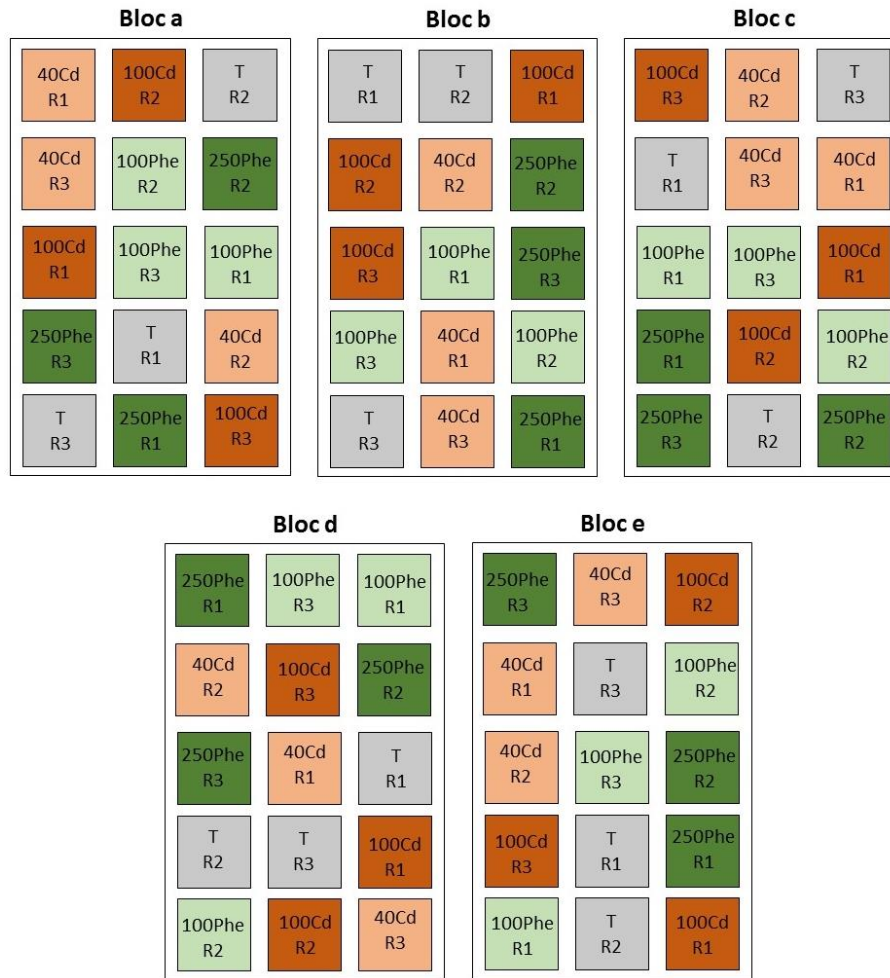 Bloc a
40Cd
R1
100Cd
R2
T
R2
40Cd
R3
100Phe
R2
250Phe
R2
100Cd
R1
100Phe
R3
100Phe
R1
250Phe
R3
T
R1
40Cd
R2
T
R3
250Phe
R1
100Cd
R3
Bloc b
T
R1
T
R2
100Cd
R1
100Cd
R2
40Cd
R2
250Phe
R2
100Cd
R3
100Phe
R1
250Phe
R3
100Phe
R3
40Cd
R1
100Phe
R2
T
R3
40Cd
R3
250Phe
R1
Bloc c
100Cd
R3
40Cd
R2
T
R3
T
R1
40Cd
R3
40Cd
R1
100Phe
R1
100Phe
R3
100Cd
R1
250Phe
R1
100Cd
R2
100Phe
R2
250Phe
R3
T
R2
250Phe
R2
Bloc d
250Phe
R1
100Phe
R3
100Phe
R1
40Cd
R2
100Cd
R3
250Phe
R2
250Phe
R3
40Cd
R1
T
R1
T
R2
T
R3
100Cd
R1
100Phe
R2
100Cd
R2
40Cd
R3
Bloc e
250Phe
R3
40Cd
R3
100Cd
R2
40Cd
R1
T
R3
100Phe
R2
40Cd
R2
100Phe
R3
250Phe
R2
100Cd
R3
T
R1
250Phe
R1
100Phe
R1
T
R2
100Cd
R1